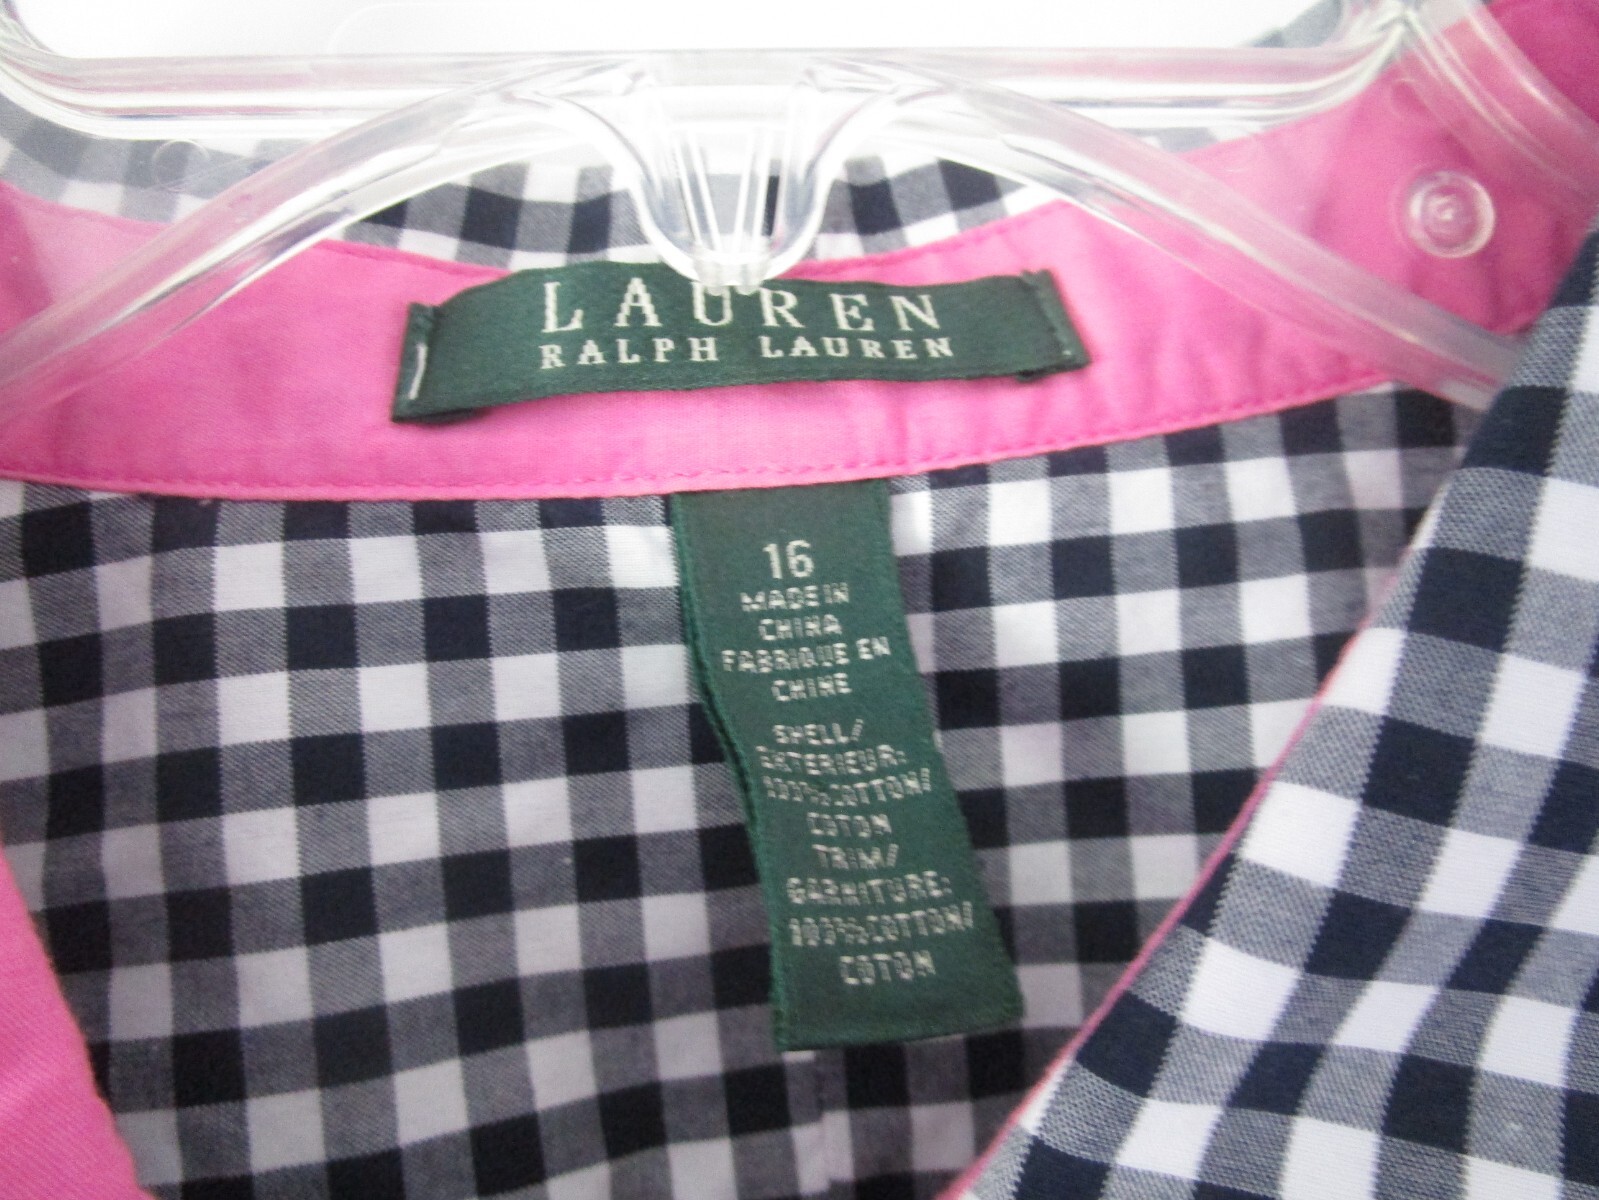 LAUREN
RALPH LAUREN
16
MADE IN
CHINA
FABRIQUE EN
CHINE
SHELL/
EXTERIEUR:
100% COTTON/
COTON
TRIM/
GARNITURE:
100% COTTON/
COTON